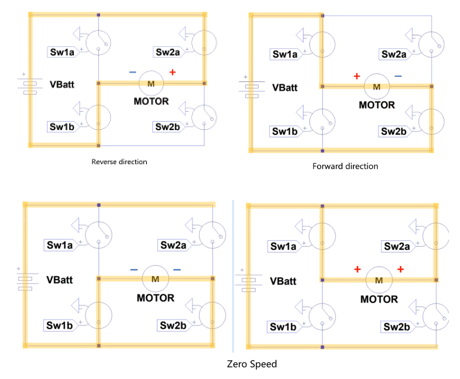 Sw1a Sw2a
VBatt − + M
MOTOR
Sw1b Sw2b
Reverse direction
Sw1a Sw2a
VBatt + − M
MOTOR
Sw1b Sw2b
Forward direction
Sw1a Sw2a
VBatt − − M
MOTOR
Sw1b Sw2b
Sw1a Sw2a
VBatt + + M
MOTOR
Sw1b Sw2b
Zero Speed